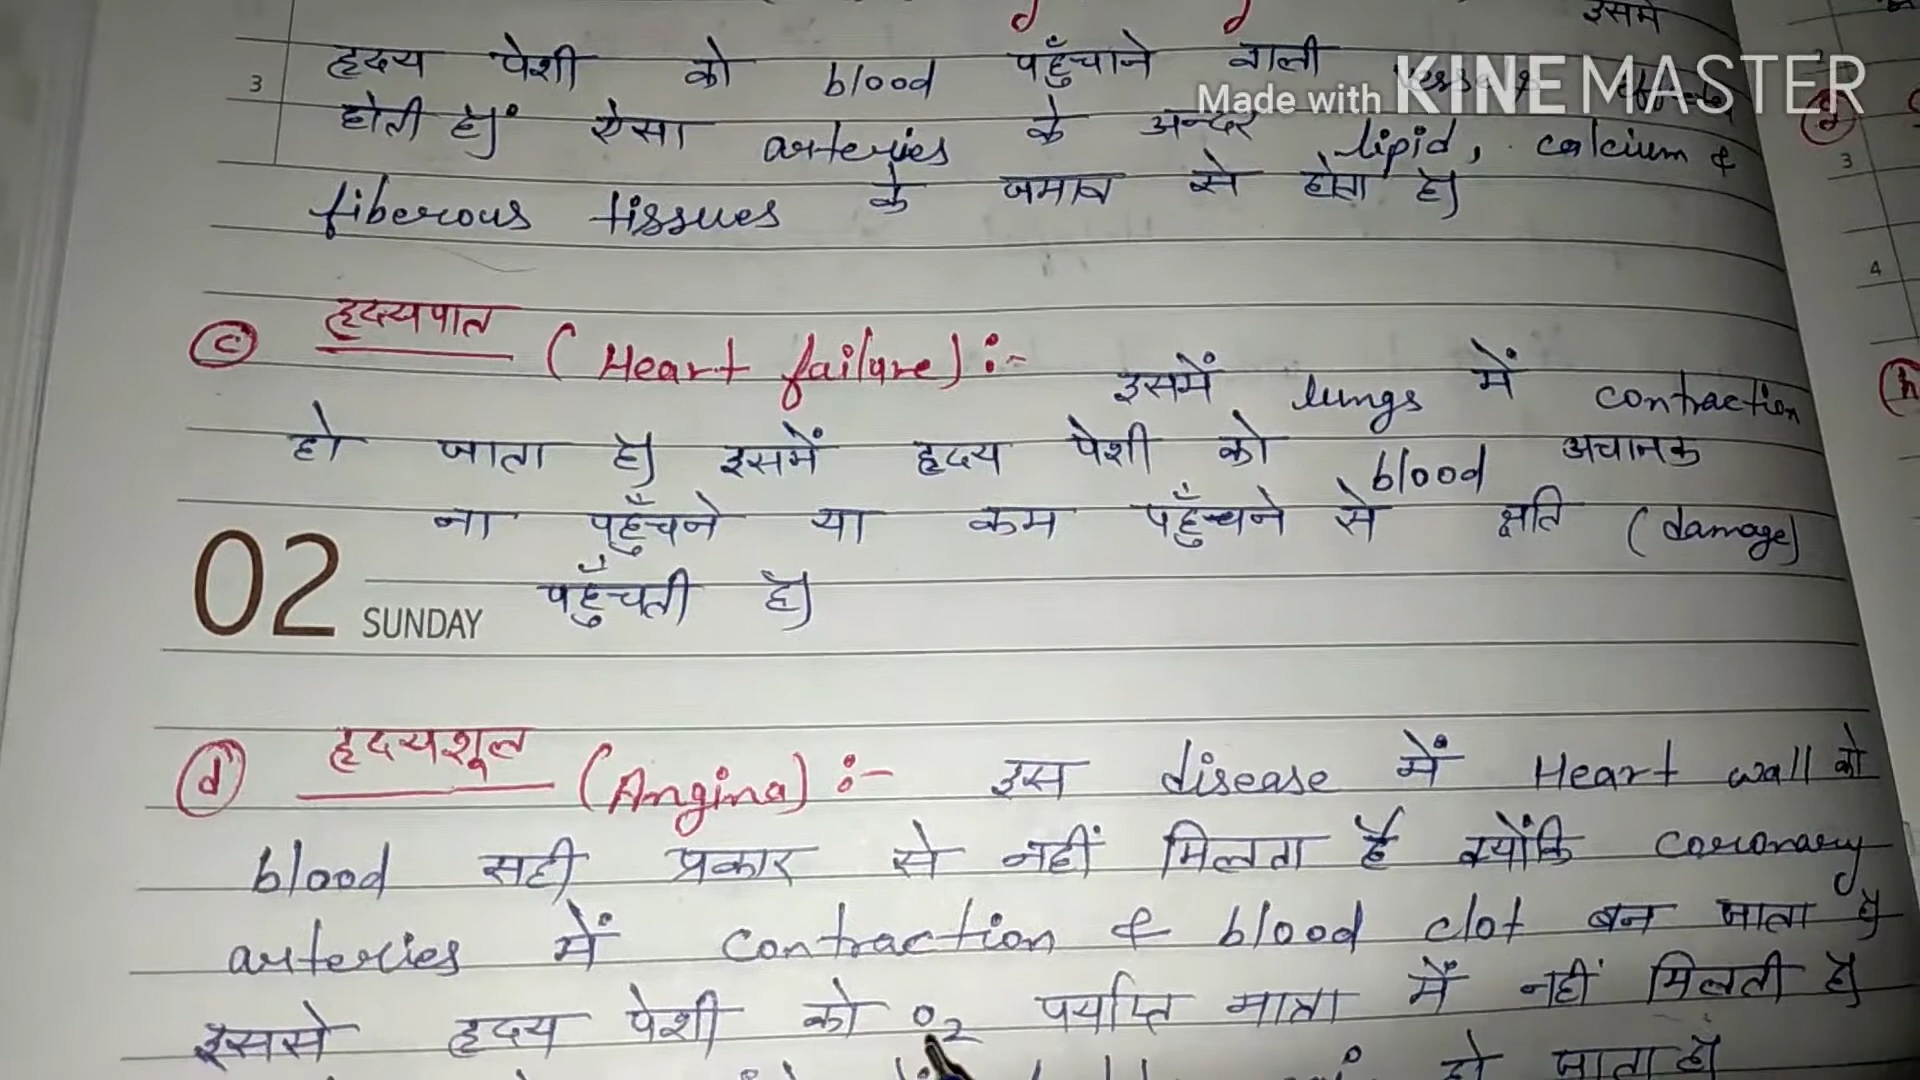 इसमें
3 हृदय पेशी को blood पहुँचाने वाली
Made with KINEMASTER
होती है। ऐसा arteries के अन्दर lipid, calcium &
fiberous tissues के जमाव से होता है।
3
4
c हृदयपात (Heart failure) :- इसमें lungs में contraction
हो जाता है। इसमें हृदय पेशी को blood अचानक
ना पहुँचने या कम पहुँचने से क्षति (damage)
02 SUNDAY पहुँचती है।
d हृदयशूल (Angina) :- इस disease में Heart wall को
blood सही प्रकार से नहीं मिलता है क्योंकि coronary
arteries में contraction & blood clot बन जाता है
इससे हृदय पेशी को O2 पर्याप्त मात्रा में नहीं मिलती है।
हो जाता है।
h